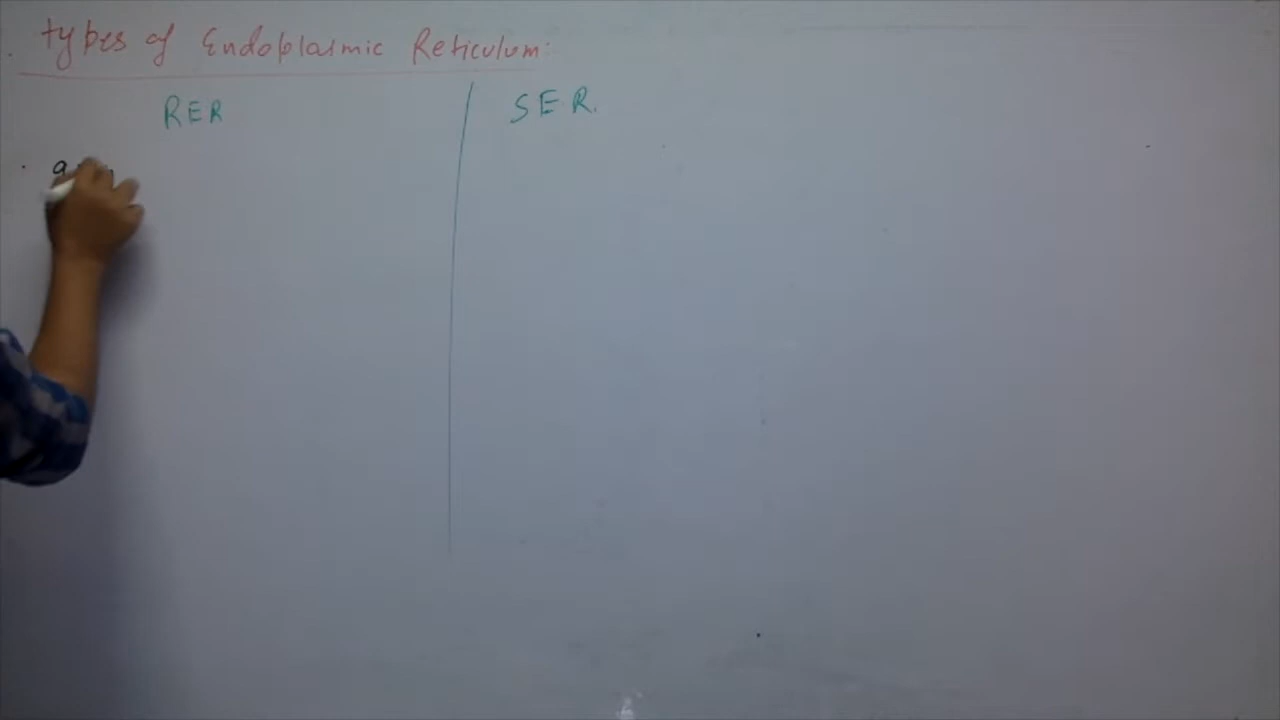 types of Endoplasmic Reticulum:
RER
SER.